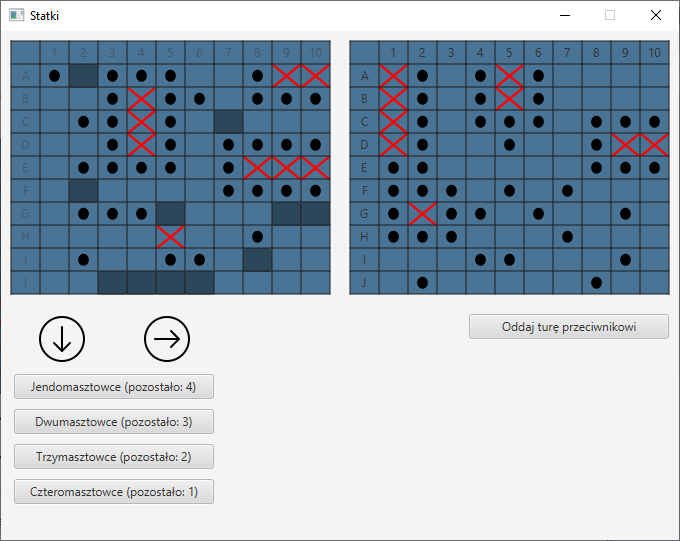 Statki
1 2 3 4 5 6 7 8 9 10
A
B
C
D
E
F
G
H
I
J
1 2 3 4 5 6 7 8 9 10
A
B
C
D
E
F
G
H
I
J
Oddaj turę przeciwnikowi
Jendomasztowce (pozostało: 4)
Dwumasztowce (pozostało: 3)
Trzymasztowce (pozostało: 2)
Czteromasztowce (pozostało: 1)